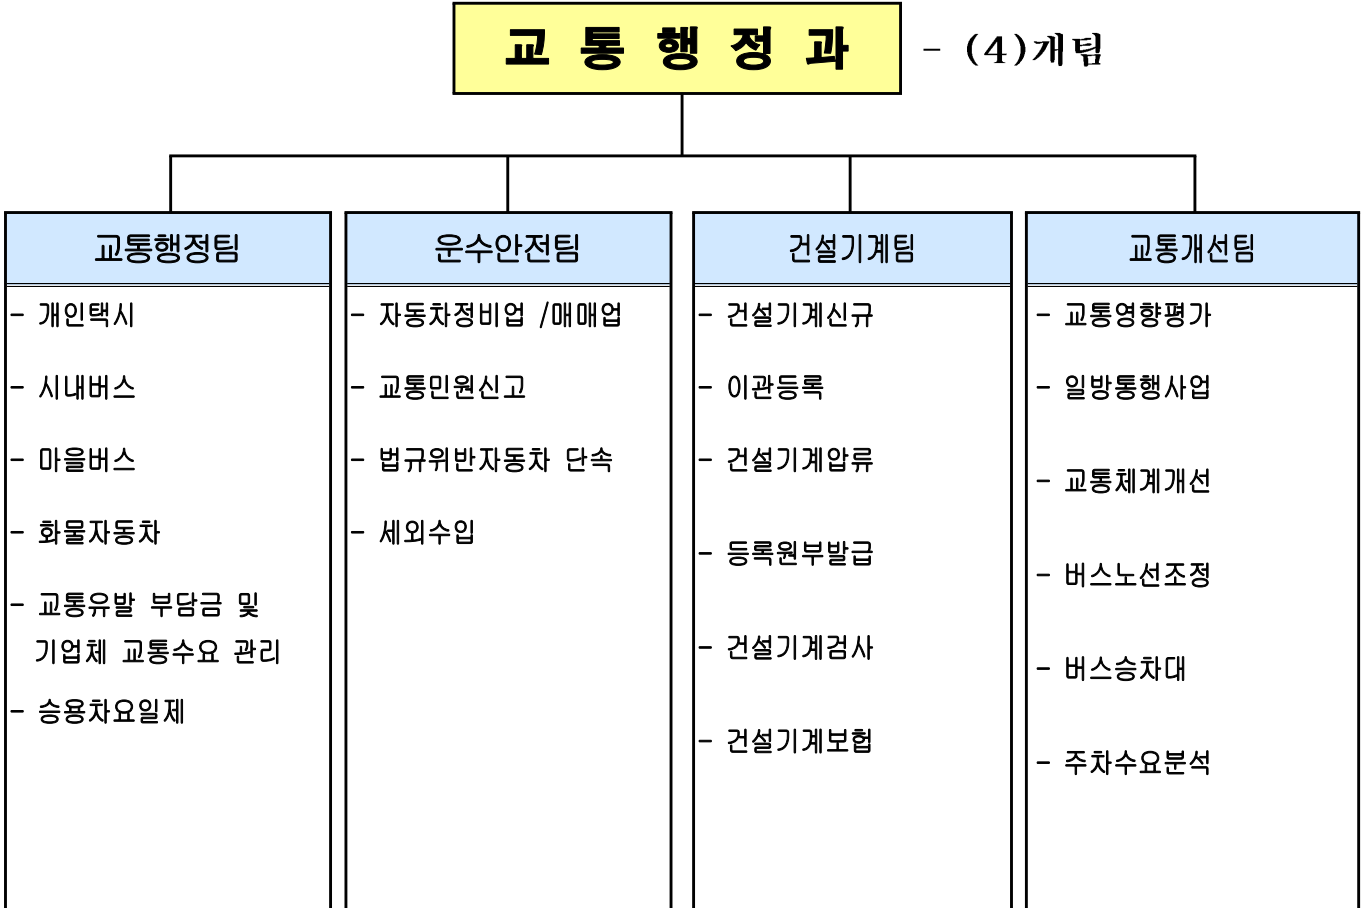 교 통 행 정 과
- (4)개팀
교통행정팀
- 개인택시
- 시내버스
- 마을버스
- 화물자동차
- 교통유발 부담금 및
기업체 교통수요 관리
- 승용차요일제
운수안전팀
- 자동차정비업 /매매업
- 교통민원신고
- 법규위반자동차 단속
- 세외수입
건설기계팀
- 건설기계신규
- 이관등록
- 건설기계압류
- 등록원부발급
- 건설기계검사
- 건설기계보험
교통개선팀
- 교통영향평가
- 일방통행사업
- 교통체계개선
- 버스노선조정
- 버스승차대
- 주차수요분석